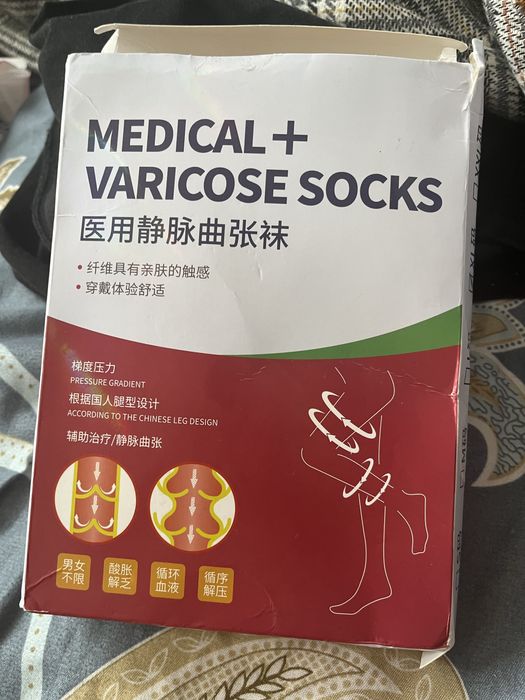 MEDICAL+
VARICOSE SOCKS
医用静脉曲张袜
• 纤维具有亲肤的触感
• 穿戴体验舒适
梯度压力
PRESSURE GRADIENT
根据国人腿型设计
ACCORDING TO THE CHINESE LEG DESIGN
辅助治疗/静脉曲张
男女
不限
酸胀
解乏
循环
血液
循序
解压